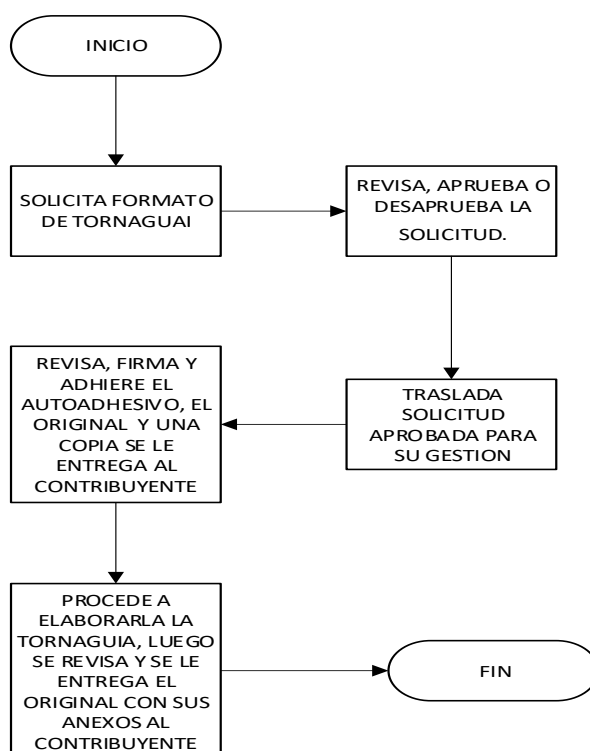 INICIO
SOLICITA FORMATO
DE TORNAGUAI
REVISA, APRUEBA O
DESAPRUEBA LA
SOLICITUD.
TRASLADA
SOLICITUD
APROBADA PARA
SU GESTION
REVISA, FIRMA Y
ADHIERE EL
AUTOADHESIVO, EL
ORIGINAL Y UNA
COPIA SE LE
ENTREGA AL
CONTRIBUYENTE
PROCEDE A
ELABORARLA LA
TORNAGUIA, LUEGO
SE REVISA Y SE LE
ENTREGA EL
ORIGINAL CON SUS
ANEXOS AL
CONTRIBUYENTE
FIN